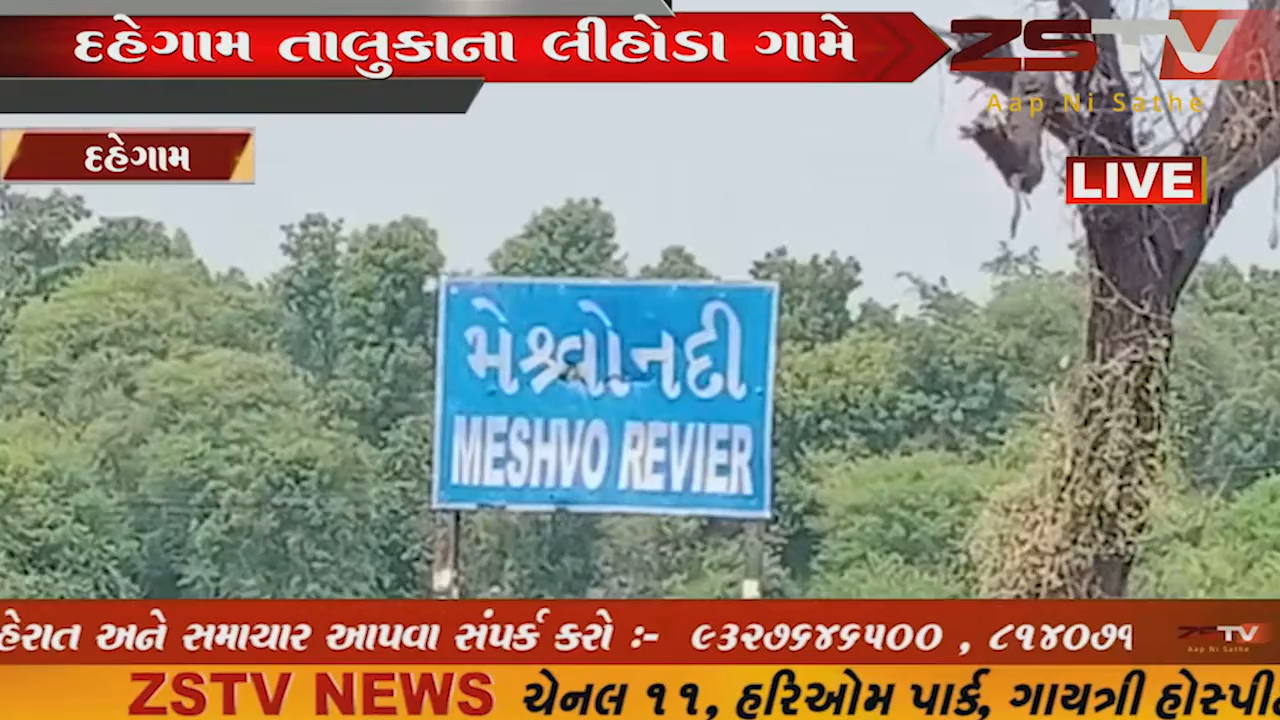 દહેગામ તાલુકાના લીહોડા ગામે
ZSTV
Aap Ni Sathe
દહેગામ
LIVE
મેશ્વો નદી
MESHVO REVIER
હેરાત અને સમાચાર આપવા સંપર્ક કરો :- ૯૩૨૭૬૪૬૫૦૦ , ૮૧૪૦૭૧
ZSTV
Aap Ni Sathe
ZSTV NEWS ચેનલ ૧૧, હરિઓમ પાર્ક, ગાયત્રી